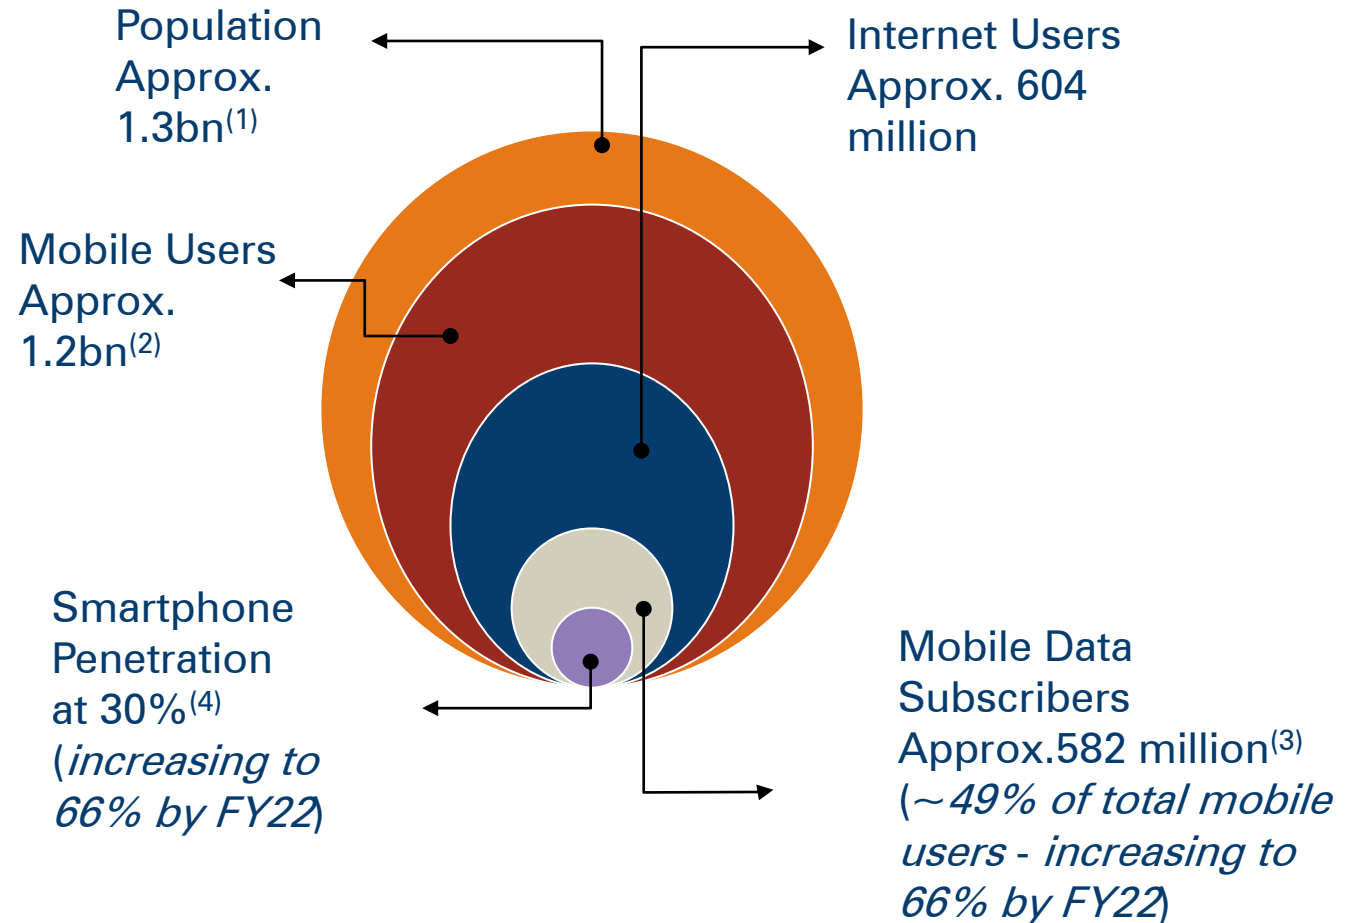 Population
Approx.
1.3bn(1)
Internet Users
Approx. 604
million
Mobile Users
Approx.
1.2bn(2)
Smartphone
Penetration
at 30%(4)
(increasing to
66% by FY22)
Mobile Data
Subscribers
Approx.582 million(3)
(~49% of total mobile
users - increasing to
66% by FY22)